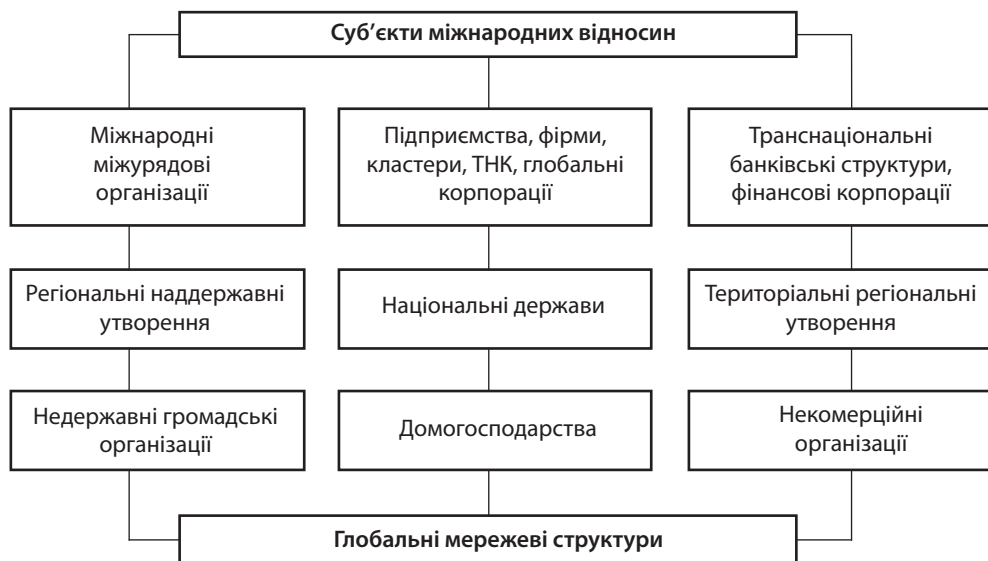 Суб’єкти міжнародних відносин
Міжнародні
міжурядові
організації
Підприємства, фірми,
кластери, ТНК, глобальні
корпорації
Транснаціональні
банківські структури,
фінансові корпорації
Регіональні наддержавні
утворення
Національні держави
Територіальні регіональні
утворення
Недержавні громадські
організації
Домогосподарства
Некомерційні
організації
Глобальні мережеві структури